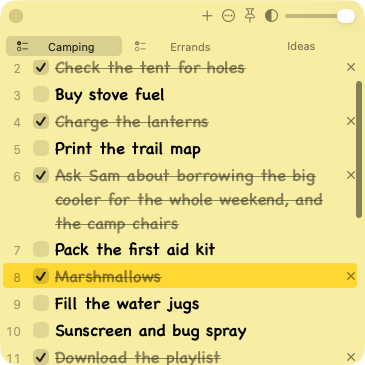 Camping Errands Ideas
2 Check the tent for holes
3 Buy stove fuel
4 Charge the lanterns
5 Print the trail map
6 Ask Sam about borrowing the big
cooler for the whole weekend, and
the camp chairs
7 Pack the first aid kit
8 Marshmallows
9 Fill the water jugs
10 Sunscreen and bug spray
11 Download the playlist